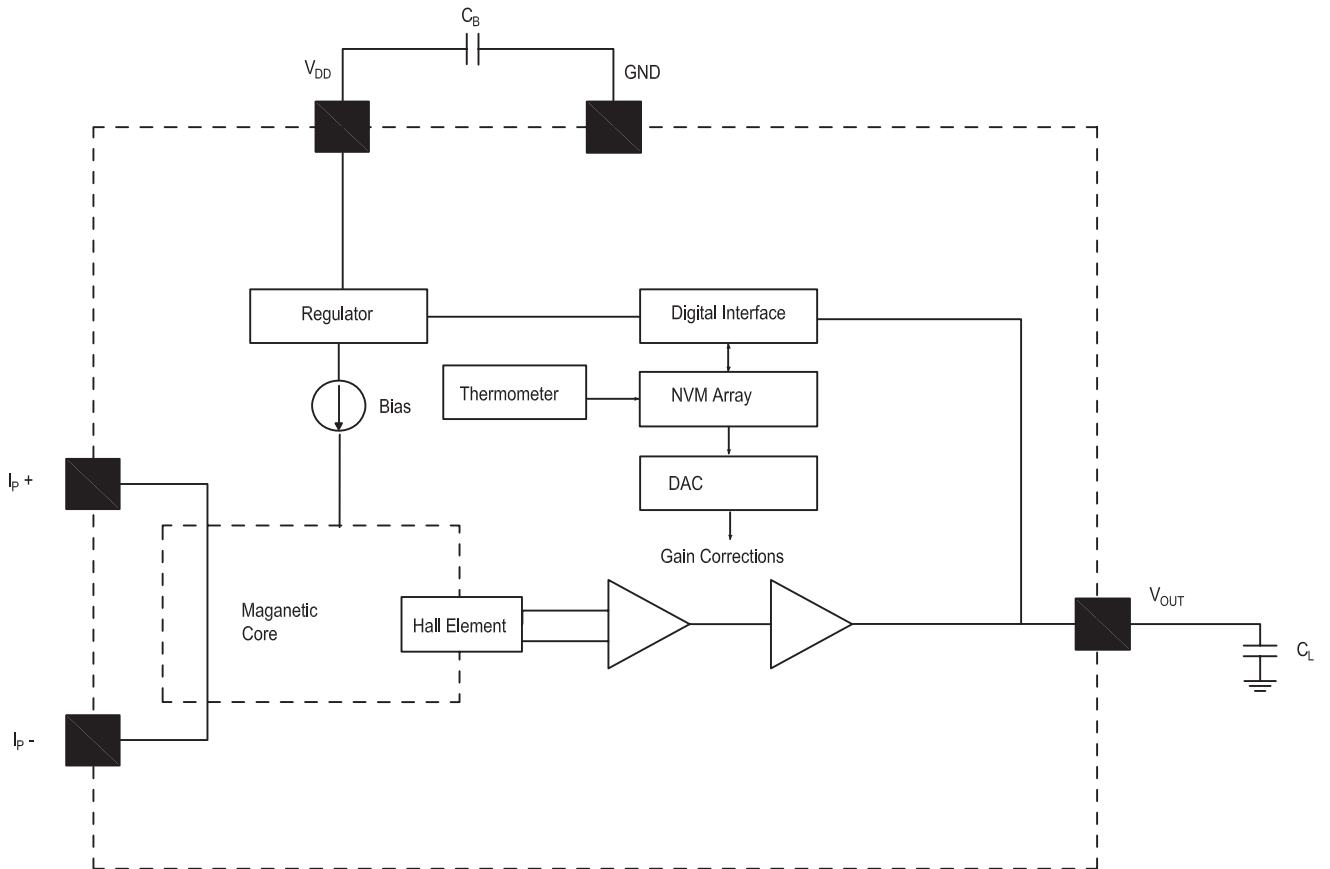 C_B
V_DD
GND
Regulator
Digital Interface
Thermometer
NVM Array
Bias
DAC
I_P +
Gain Corrections
Maganetic
Core
Hall Element
V_OUT
C_L
I_P -